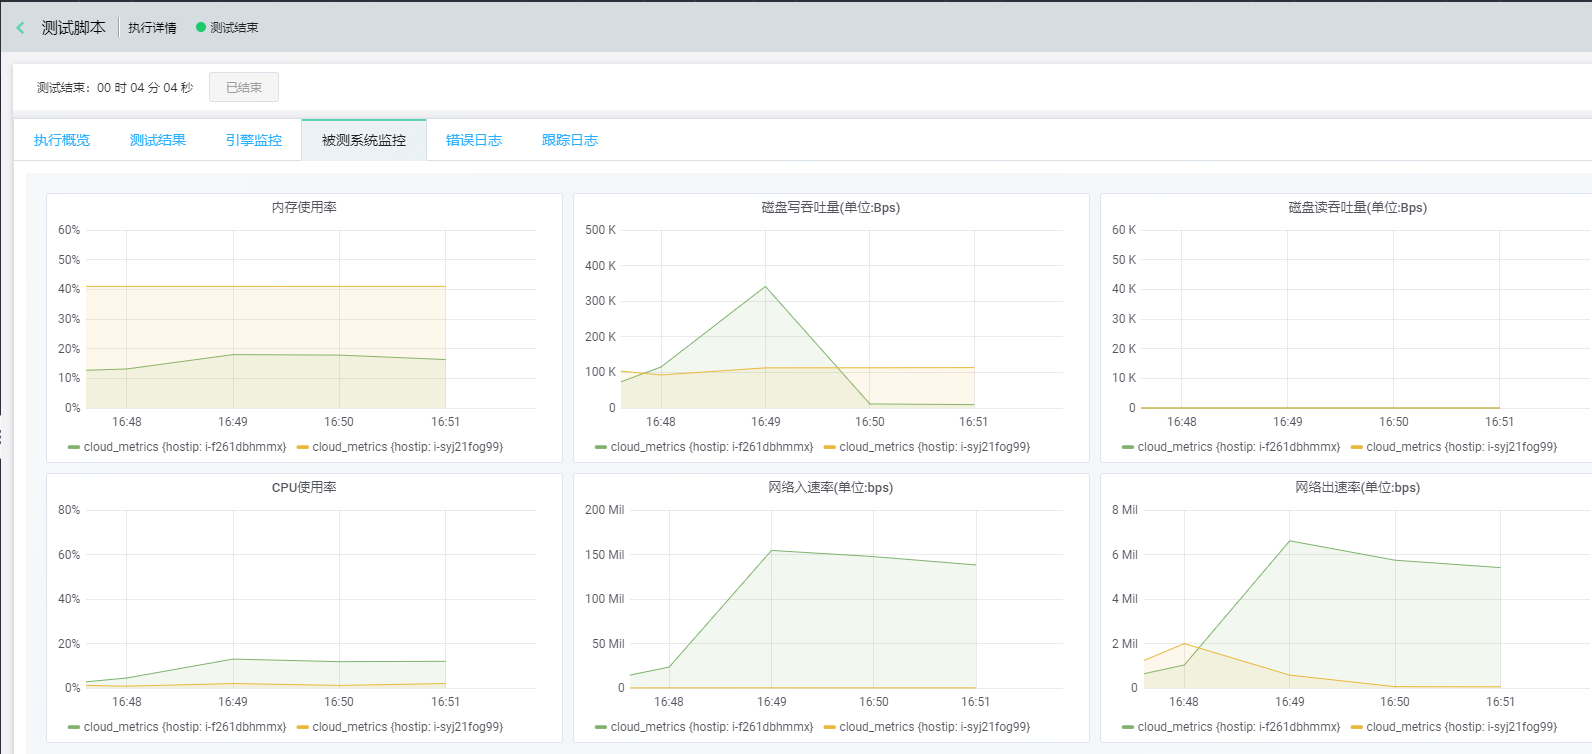 测试脚本 执行详情 测试结束
测试结束：00 时 04 分 04 秒 已结束
执行概览 测试结果 引擎监控 被测系统监控 错误日志 跟踪日志
内存使用率
60%
50%
40%
30%
20%
10%
0%
16:48 16:49 16:50 16:51
cloud_metrics {hostip: i-f261dbhmmx} cloud_metrics {hostip: i-syj21fog99}
磁盘写吞吐量(单位:Bps)
500 K
400 K
300 K
200 K
100 K
0
16:48 16:49 16:50 16:51
cloud_metrics {hostip: i-f261dbhmmx} cloud_metrics {hostip: i-syj21fog99}
磁盘读吞吐量(单位:Bps)
60 K
50 K
40 K
30 K
20 K
10 K
0
16:48 16:49 16:50 16:51
cloud_metrics {hostip: i-f261dbhmmx} cloud_metrics {hostip: i-syj21fog99}
CPU使用率
80%
60%
40%
20%
0%
16:48 16:49 16:50 16:51
cloud_metrics {hostip: i-f261dbhmmx} cloud_metrics {hostip: i-syj21fog99}
网络入速率(单位:bps)
200 Mil
150 Mil
100 Mil
50 Mil
0
16:48 16:49 16:50 16:51
cloud_metrics {hostip: i-f261dbhmmx} cloud_metrics {hostip: i-syj21fog99}
网络出速率(单位:bps)
8 Mil
6 Mil
4 Mil
2 Mil
0
16:48 16:49 16:50 16:51
cloud_metrics {hostip: i-f261dbhmmx} cloud_metrics {hostip: i-syj21fog99}